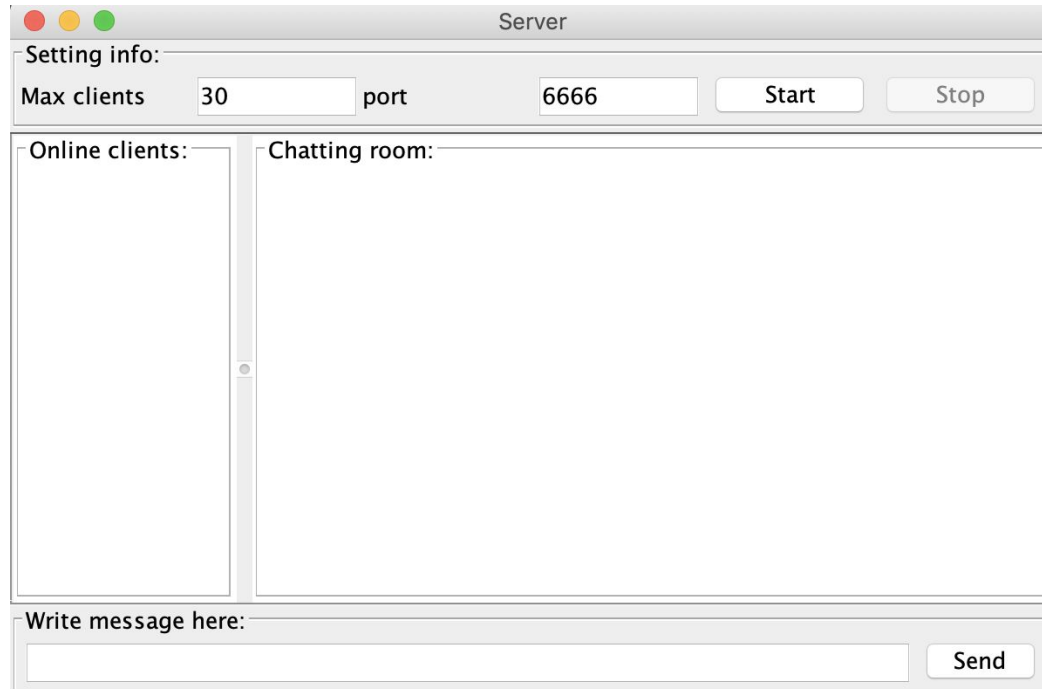 Server
Setting info:
Max clients 30 port 6666 Start Stop
Online clients: Chatting room:
Write message here:
Send